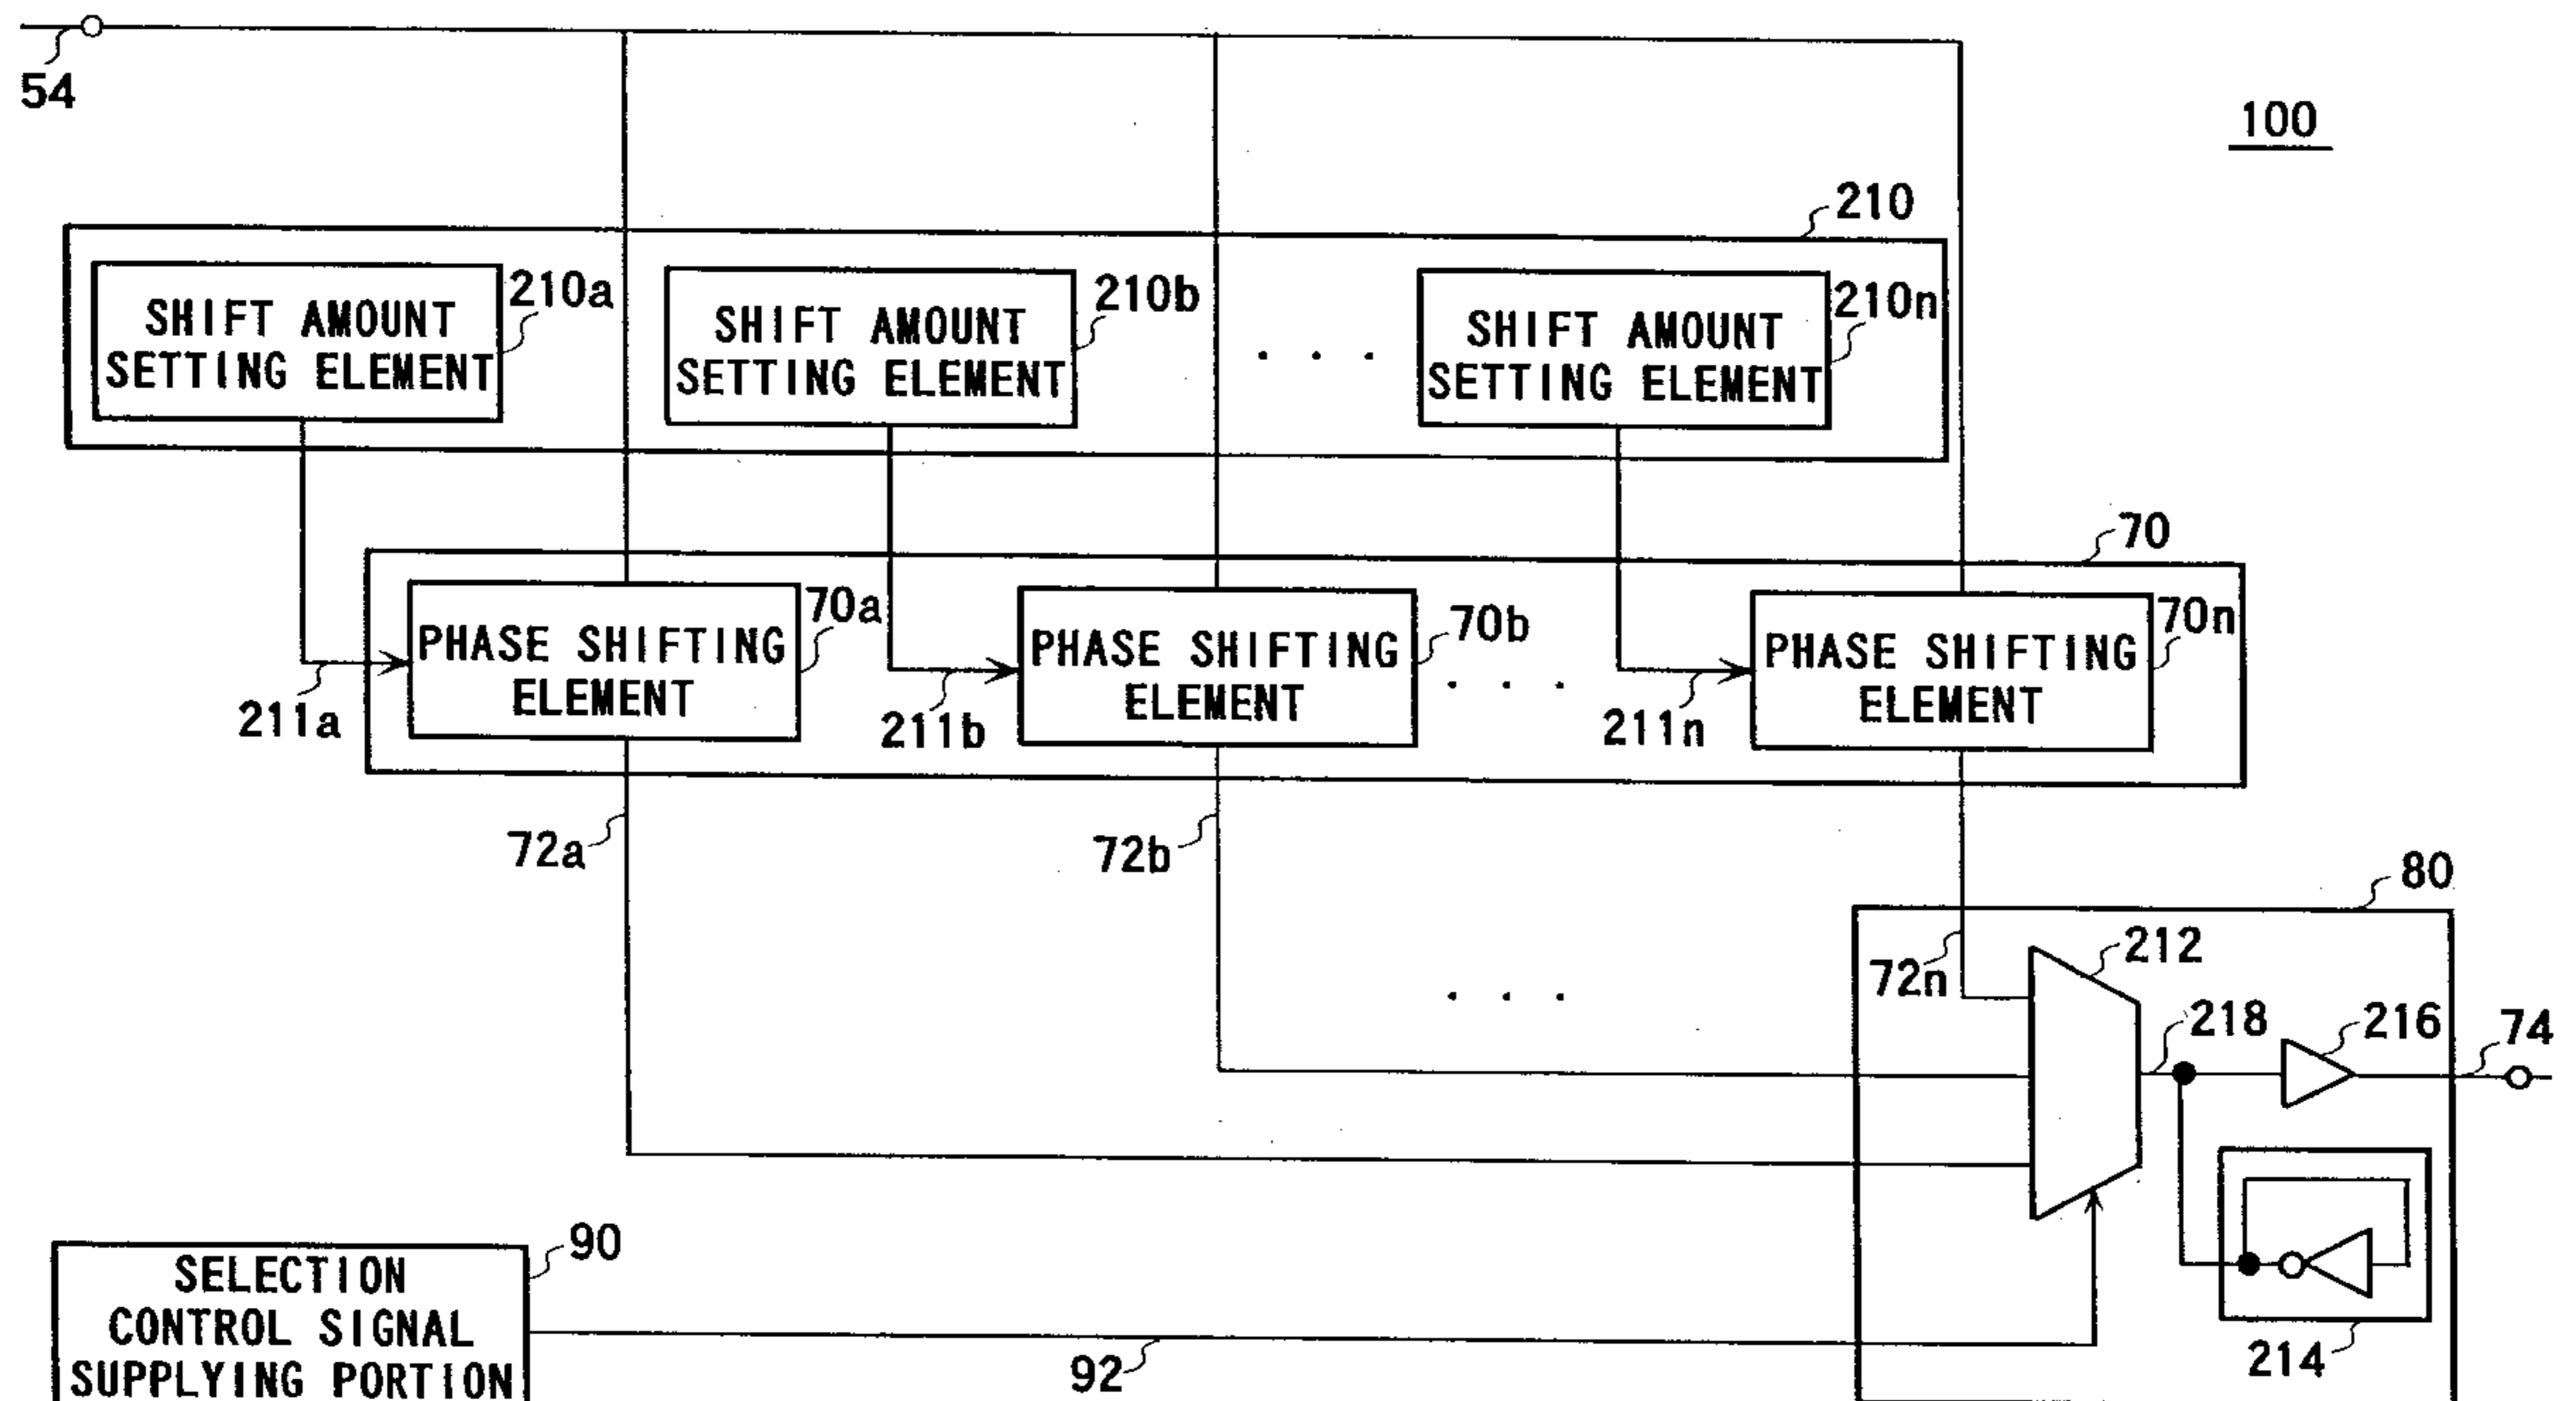 54
100
210
SHIFT AMOUNT
SETTING ELEMENT
210a
SHIFT AMOUNT
SETTING ELEMENT
210b
. . .
SHIFT AMOUNT
SETTING ELEMENT
210n
70
PHASE SHIFTING
ELEMENT
70a
211a
PHASE SHIFTING
ELEMENT
70b
211b
. . .
PHASE SHIFTING
ELEMENT
70n
211n
72a
72b
72n
. . .
80
212
218
216
74
214
SELECTION
CONTROL SIGNAL
SUPPLYING PORTION
90
92